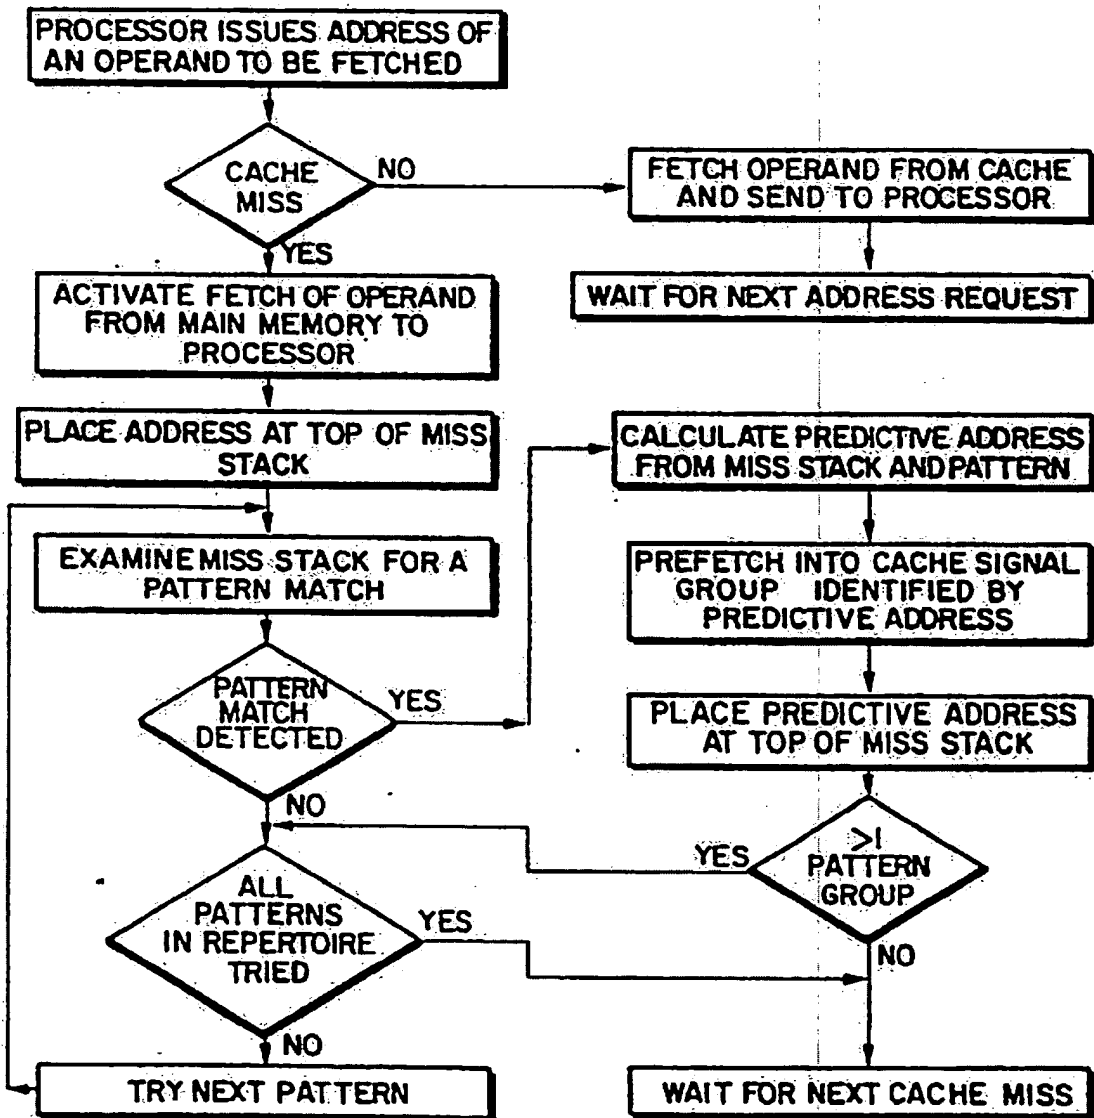 PROCESSOR ISSUES ADDRESS OF
AN OPERAND TO BE FETCHED
CACHE
MISS
NO
YES
FETCH OPERAND FROM CACHE
AND SEND TO PROCESSOR
WAIT FOR NEXT ADDRESS REQUEST
ACTIVATE FETCH OF OPERAND
FROM MAIN MEMORY TO
PROCESSOR
PLACE ADDRESS AT TOP OF MISS
STACK
EXAMINE MISS STACK FOR A
PATTERN MATCH
PATTERN
MATCH
DETECTED
YES
NO
CALCULATE PREDICTIVE ADDRESS
FROM MISS STACK AND PATTERN
PREFETCH INTO CACHE SIGNAL
GROUP IDENTIFIED BY
PREDICTIVE ADDRESS
PLACE PREDICTIVE ADDRESS
AT TOP OF MISS STACK
>1
PATTERN
GROUP
YES
NO
ALL
PATTERNS
IN REPERTOIRE
TRIED
YES
NO
TRY NEXT PATTERN
WAIT FOR NEXT CACHE MISS